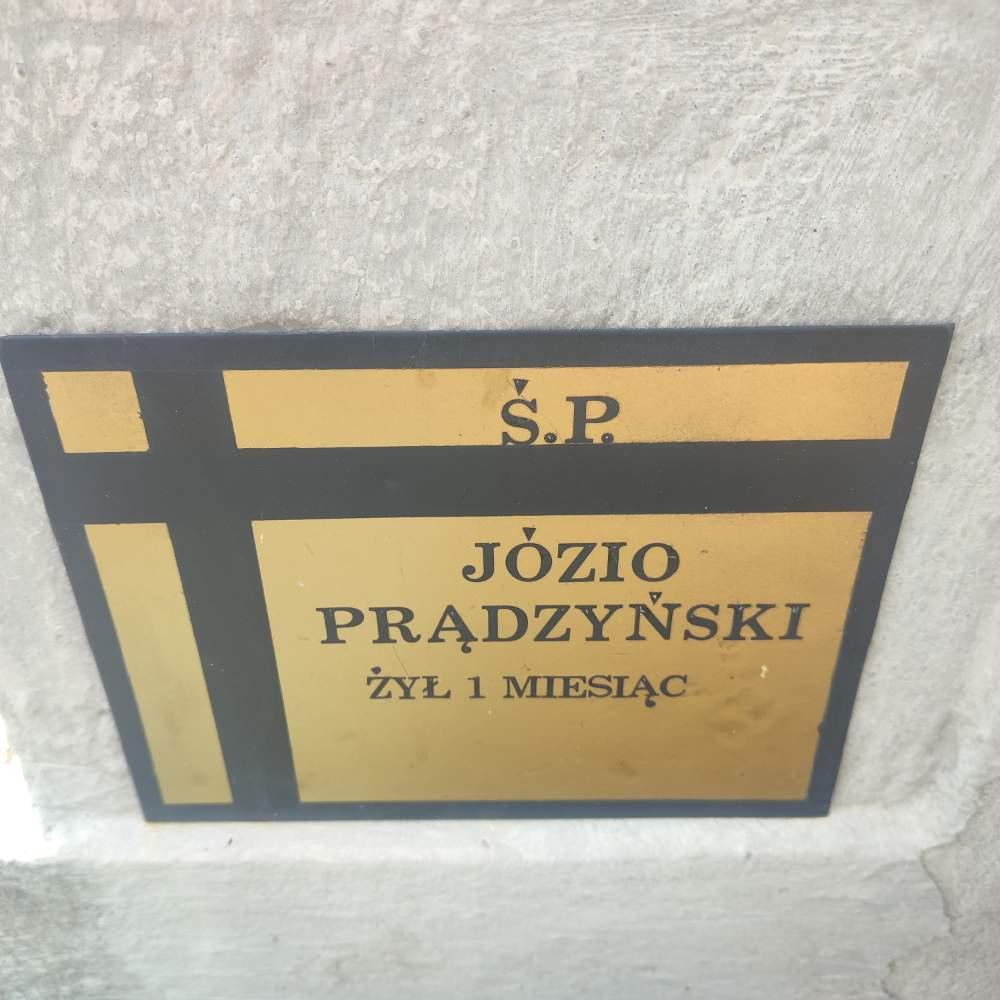 Ś.P.
JÓZIO
PRĄDZYŃSKI
ŻYŁ 1 MIESIĄC